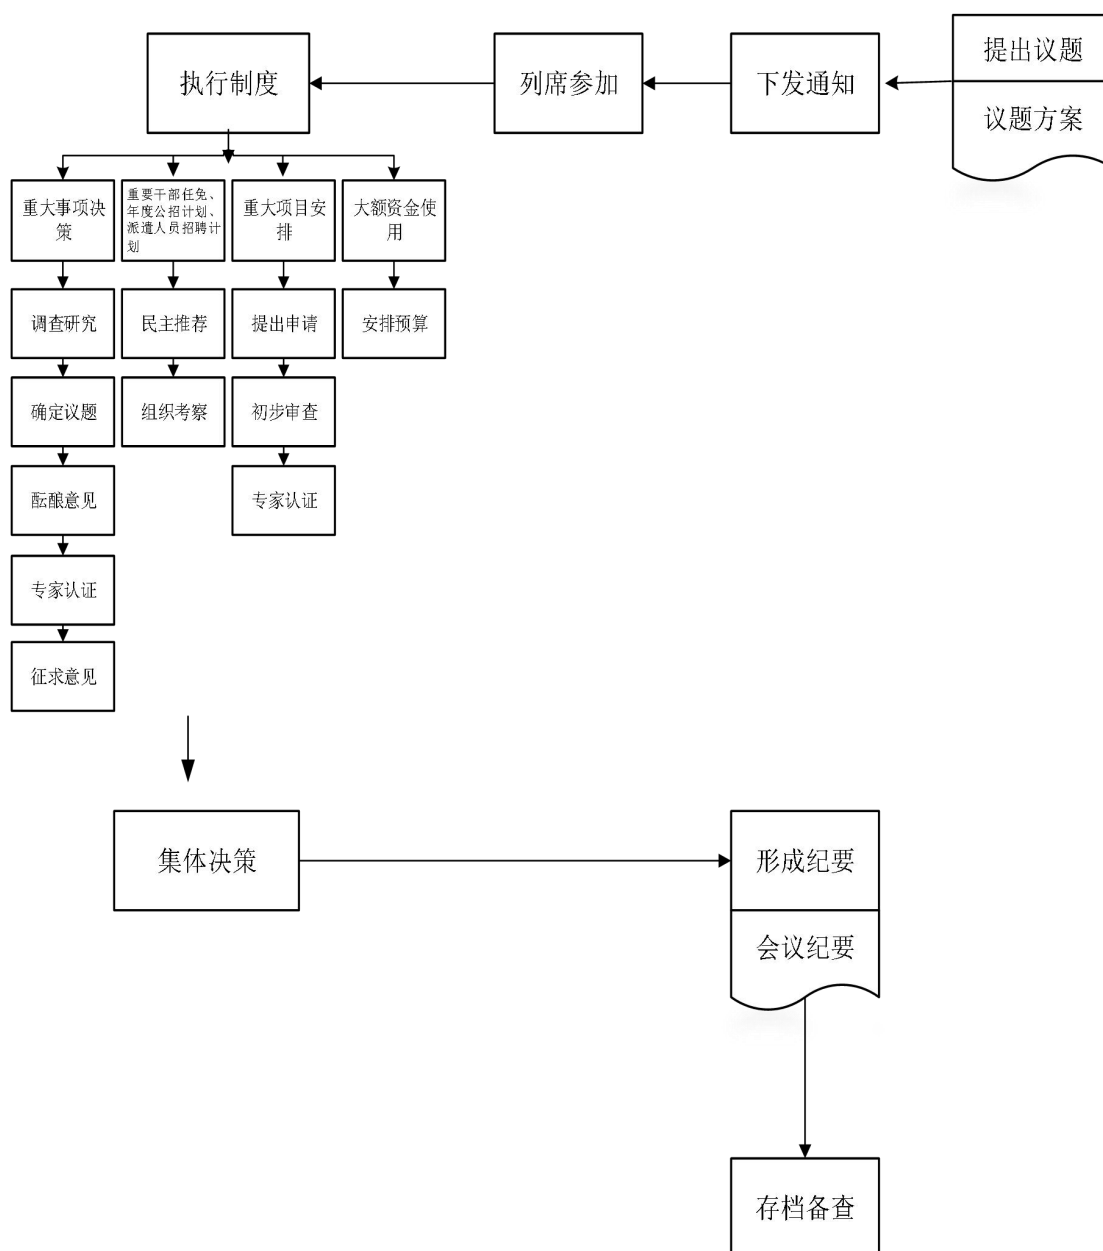 提出议题
议题方案
下发通知
列席参加
执行制度
重大事项决
策
重要干部任免、
年度公招计划、
派遣人员招聘计
划
重大项目安
排
大额资金使
用
调查研究
民主推荐
提出申请
安排预算
确定议题
组织考察
初步审查
酝酿意见
专家认证
专家认证
征求意见
集体决策
形成纪要
会议纪要
存档备查